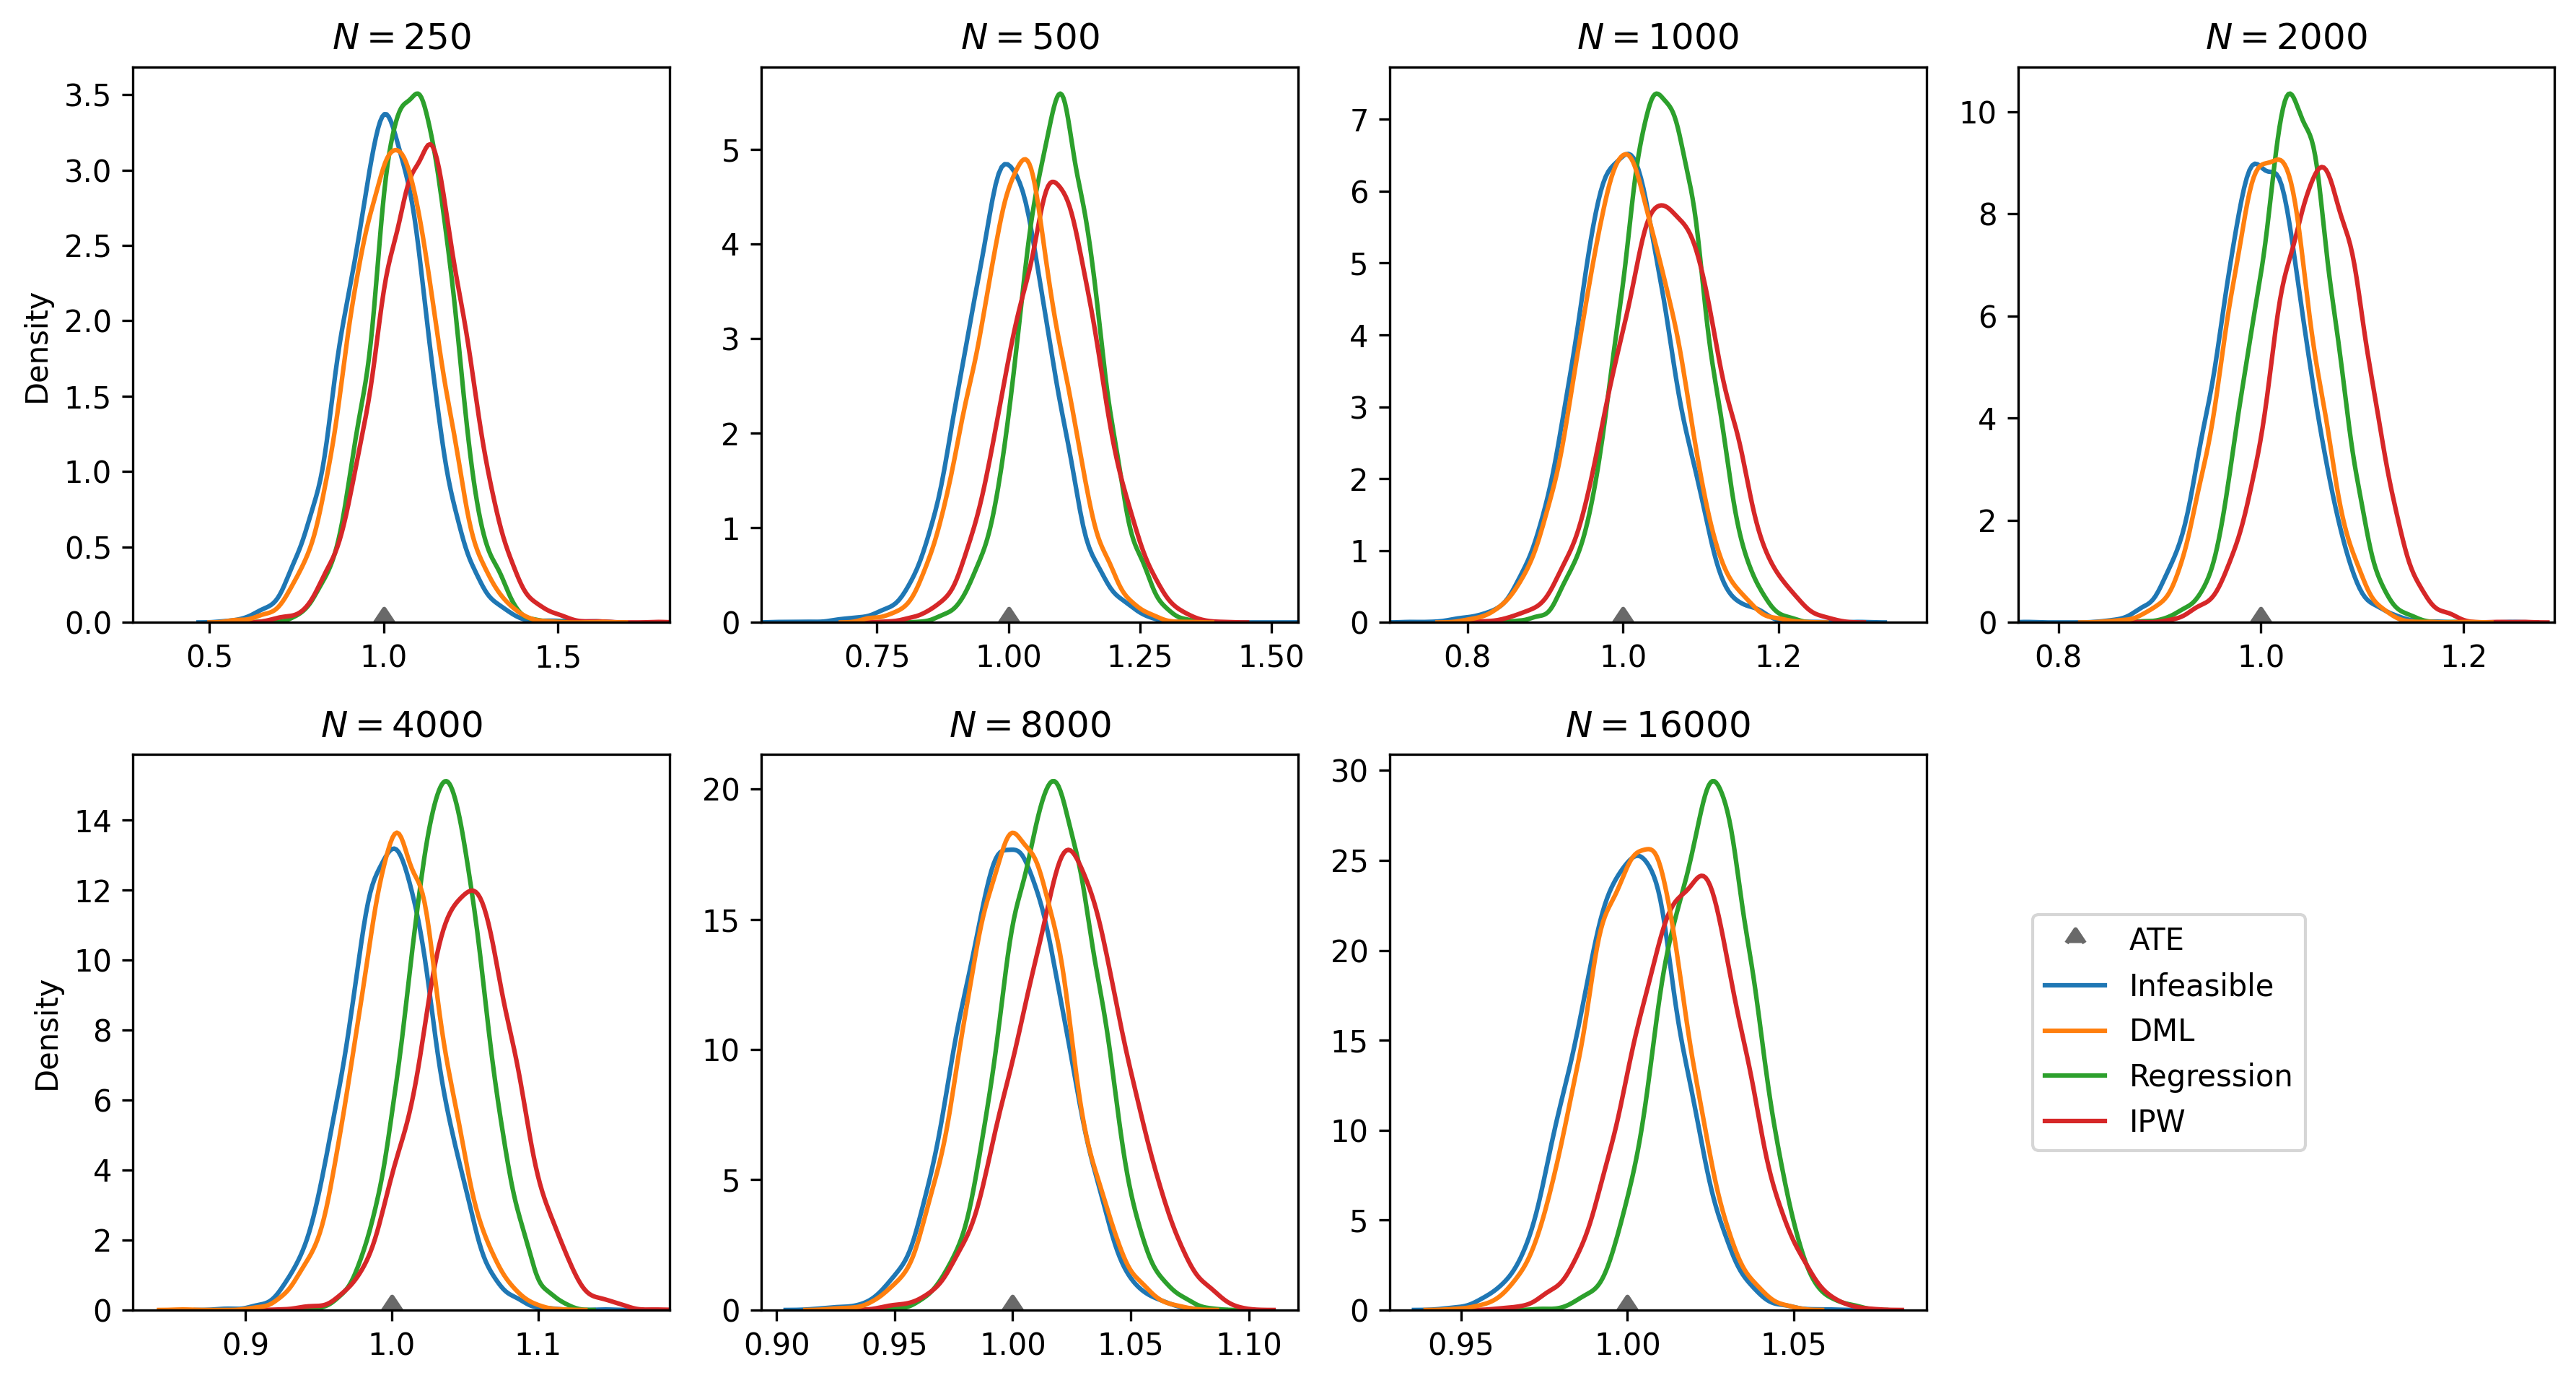 N = 250
N = 500
N = 1000
N = 2000
Density
3.5
3.0
2.5
2.0
1.5
1.0
0.5
0.0
0.5 1.0 1.5
5
4
3
2
1
0
0.75 1.00 1.25 1.50
7
6
5
4
3
2
1
0
0.8 1.0 1.2
10
8
6
4
2
0
0.8 1.0 1.2
N = 4000
N = 8000
N = 16000
Density
14
12
10
8
6
4
2
0
0.9 1.0 1.1
20
15
10
5
0
0.90 0.95 1.00 1.05 1.10
30
25
20
15
10
5
0
0.95 1.00 1.05
ATE
Infeasible
DML
Regression
IPW